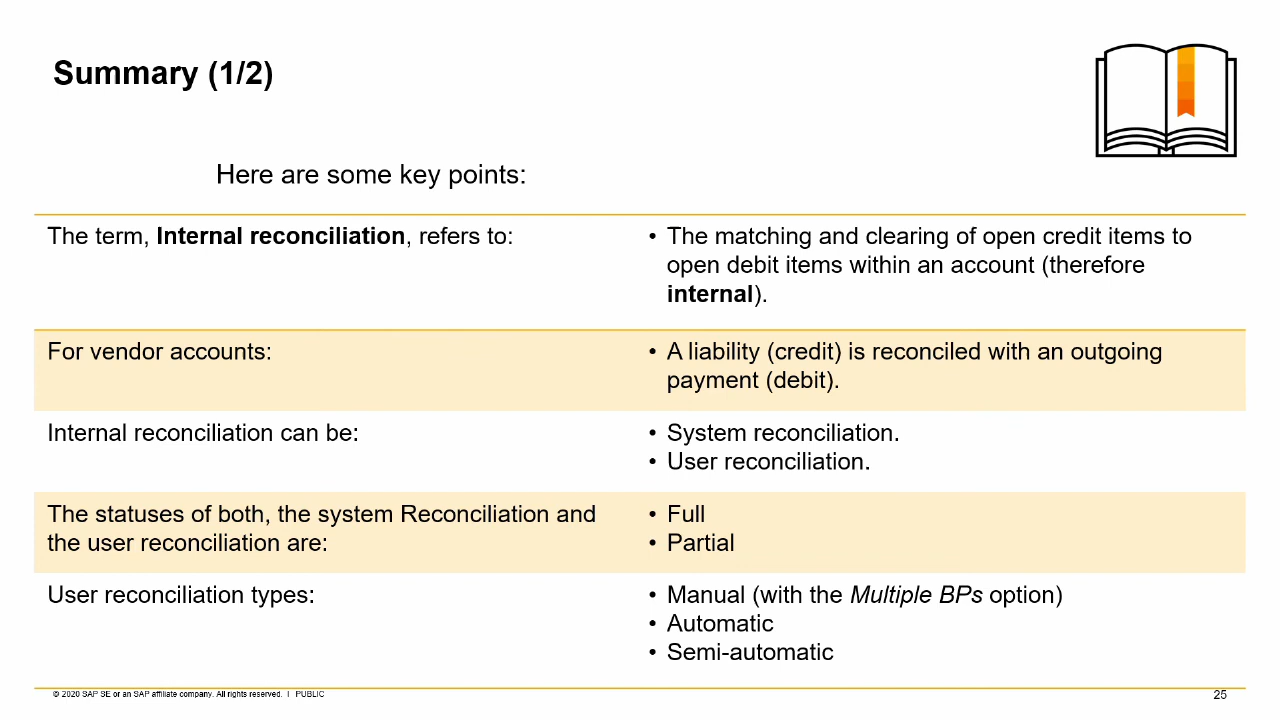 Summary (1/2)
Here are some key points:
The term, Internal reconciliation, refers to:
• The matching and clearing of open credit items to
open debit items within an account (therefore
internal).
For vendor accounts:
• A liability (credit) is reconciled with an outgoing
payment (debit).
Internal reconciliation can be:
• System reconciliation.
• User reconciliation.
The statuses of both, the system Reconciliation and
the user reconciliation are:
• Full
• Partial
User reconciliation types:
• Manual (with the Multiple BPs option)
• Automatic
• Semi-automatic
© 2020 SAP SE or an SAP affiliate company. All rights reserved. I PUBLIC
25